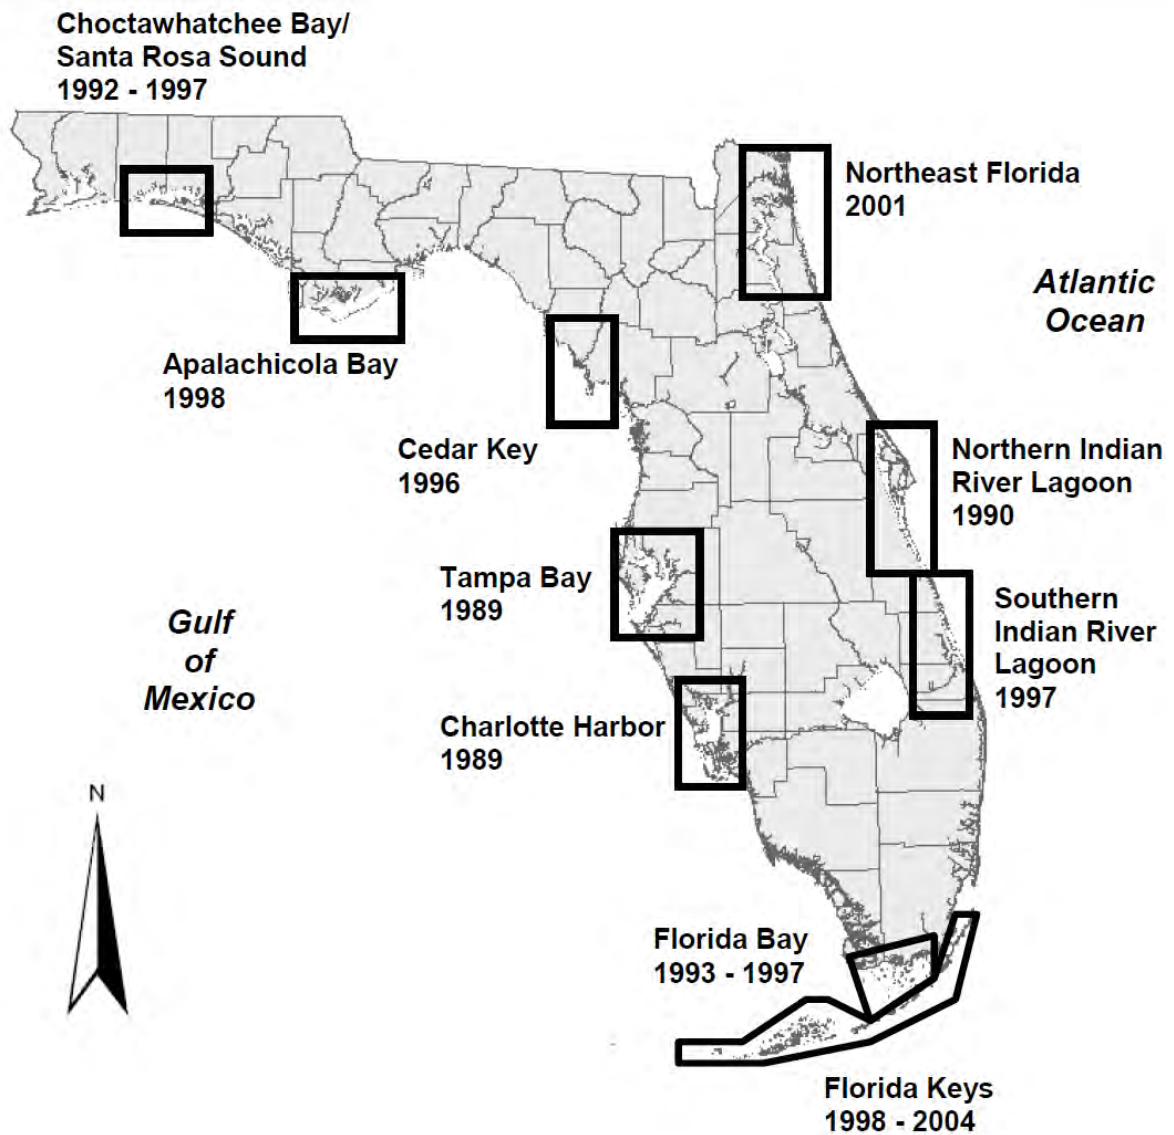 Choctawhatchee Bay/
Santa Rosa Sound
1992 - 1997
Northeast Florida
2001
Atlantic
Ocean
Apalachicola Bay
1998
Cedar Key
1996
Northern Indian
River Lagoon
1990
Tampa Bay
1989
Southern
Indian River
Lagoon
1997
Gulf
of
Mexico
Charlotte Harbor
1989
N
Florida Bay
1993 - 1997
Florida Keys
1998 - 2004